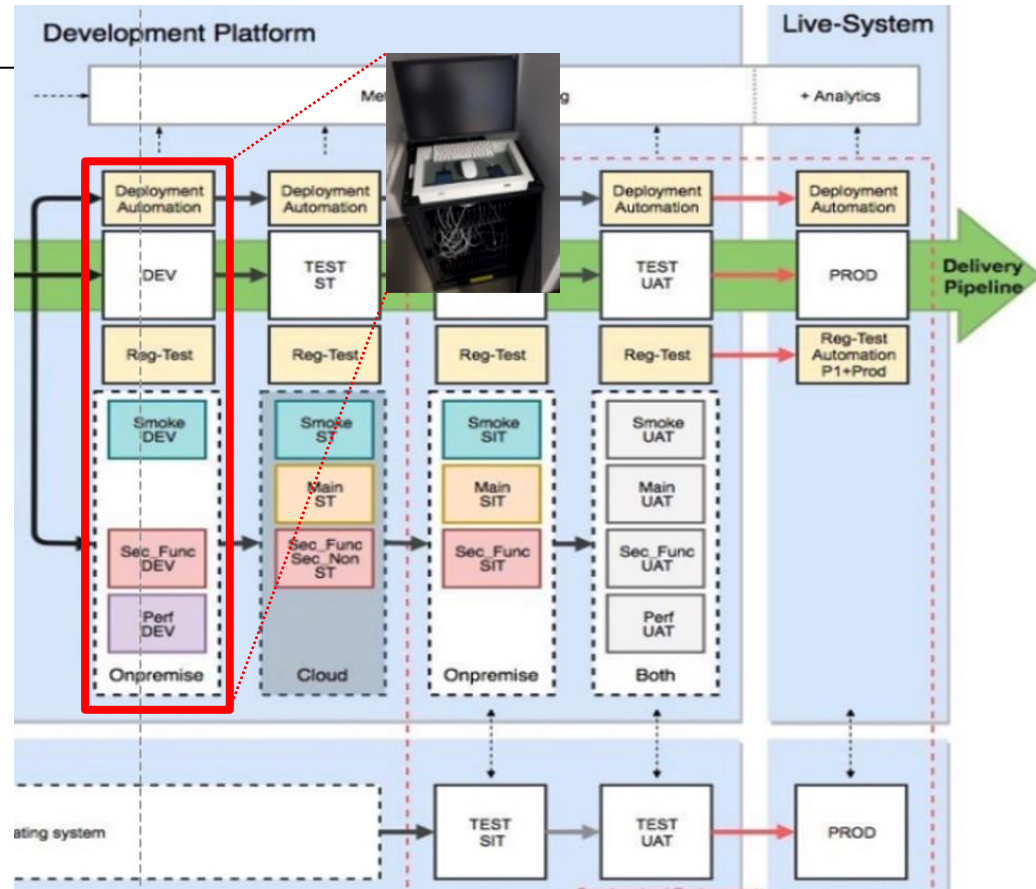 Development Platform
Live-System
+ Analytics
Deployment
Automation
Deployment
Automation
Deployment
Automation
Deployment
Automation
DEV
TEST
ST
TEST
UAT
PROD
Delivery
Pipeline
Reg-Test
Reg-Test
Reg-Test
Reg-Test
Reg-Test
Automation
P1+Prod
Smoke
DEV
Sec_Func
DEV
Perf
DEV
Onpremise
Smoke
ST
Main
ST
Sec_Func
Sec_Non
ST
Cloud
Smoke
SIT
Main
SIT
Sec_Func
SIT
Onpremise
Smoke
UAT
Main
UAT
Sec_Func
UAT
Perf
UAT
Both
ating system
TEST
SIT
TEST
UAT
PROD